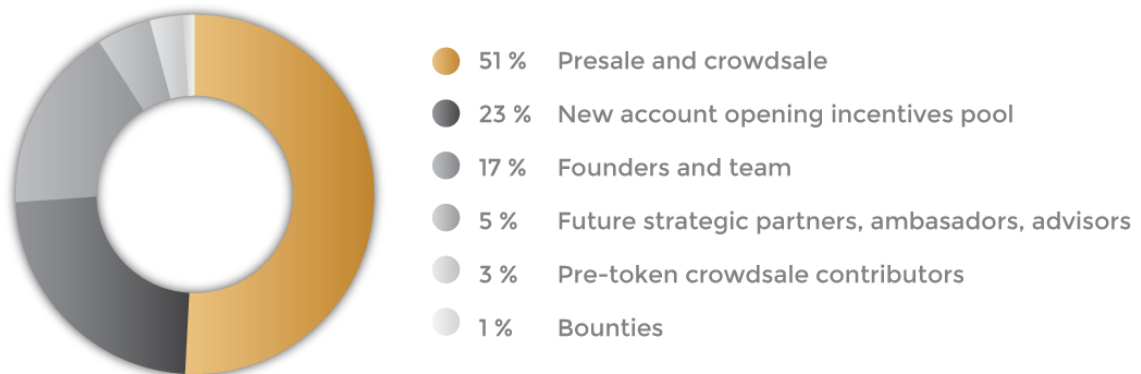 51 % Presale and crowdsale
23 % New account opening incentives pool
17 % Founders and team
5 % Future strategic partners, ambasadors, advisors
3 % Pre-token crowdsale contributors
1 % Bounties